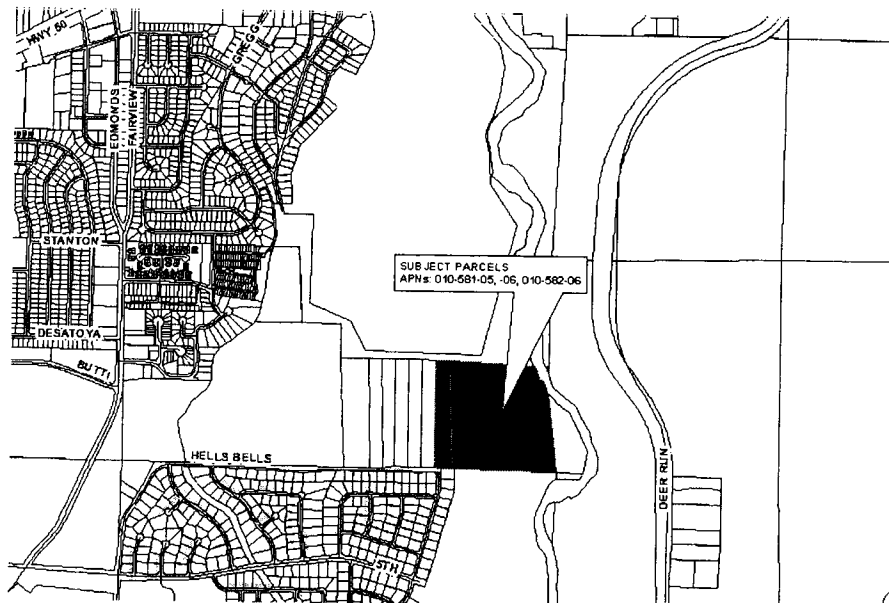 HWY 50
GREGG
EDMONDS
FAIRVIEW
STANTON
SUBJECT PARCELS
APNs: 010-581-05, -06, 010-582-06
DESATOYA
BUTTI
HELLS BELLS
DEER RUN
5TH